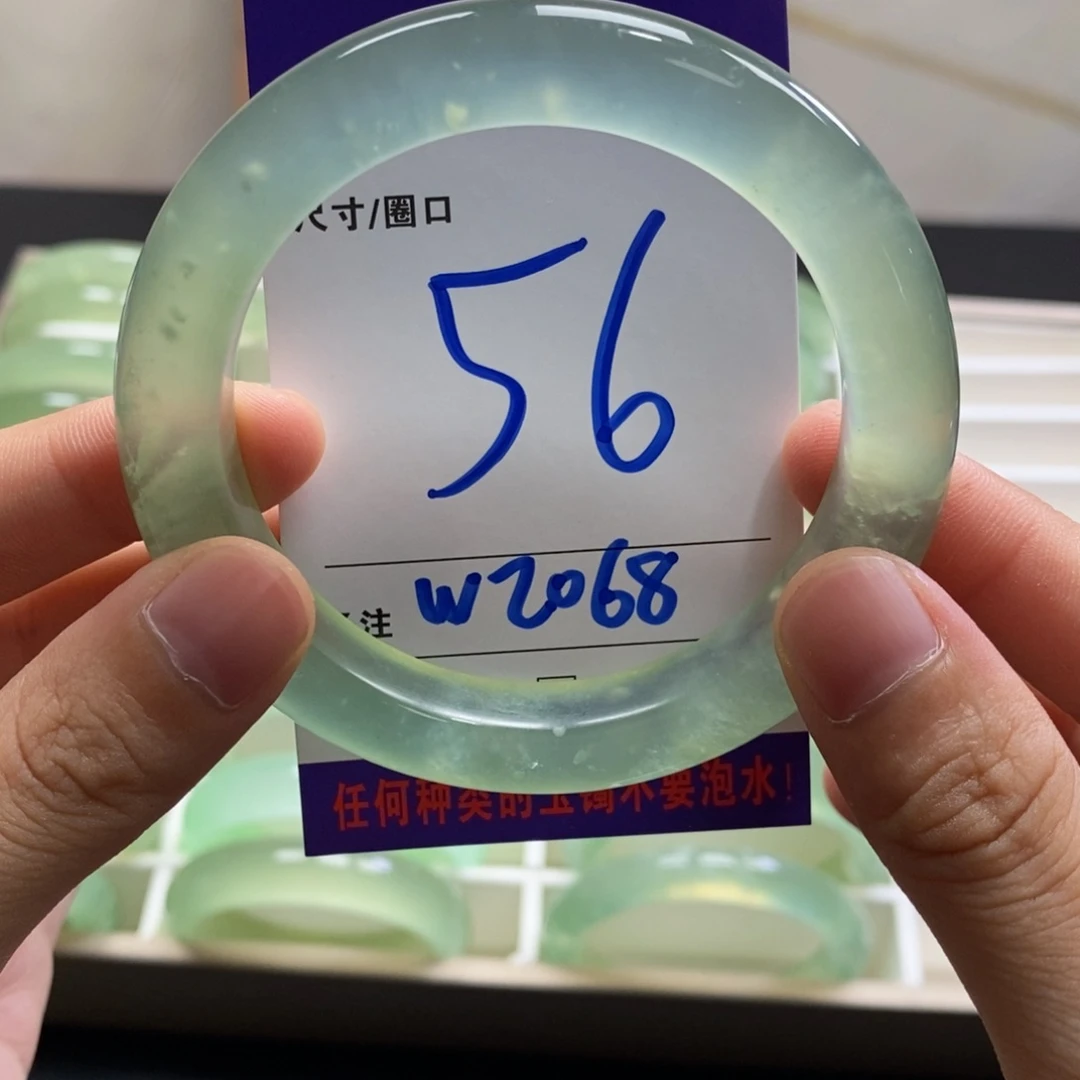 尺寸/圈口
56
注 W2068
任何种类的玉镯不要泡水!